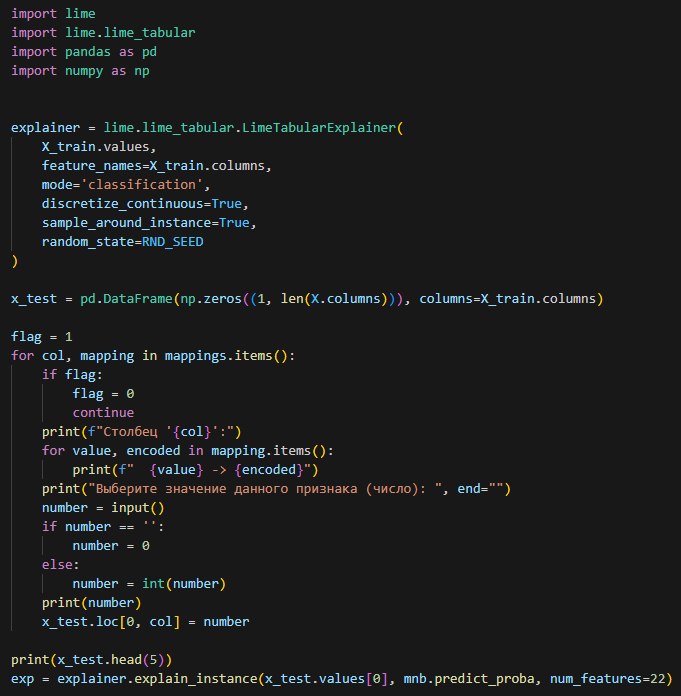 import lime
import lime.lime_tabular
import pandas as pd
import numpy as np
explainer = lime.lime_tabular.LimeTabularExplainer(
    X_train.values,
    feature_names=X_train.columns,
    mode='classification',
    discretize_continuous=True,
    sample_around_instance=True,
    random_state=RND_SEED
)
x_test = pd.DataFrame(np.zeros((1, len(X.columns))), columns=X_train.columns)
flag = 1
for col, mapping in mappings.items():
    if flag:
        flag = 0
        continue
    print(f"Столбец '{col}':")
    for value, encoded in mapping.items():
        print(f"  {value} -> {encoded}")
    print("Выберите значение данного признака (число): ", end="")
    number = input()
    if number == '':
        number = 0
    else:
        number = int(number)
    print(number)
    x_test.loc[0, col] = number
print(x_test.head(5))
exp = explainer.explain_instance(x_test.values[0], mnb.predict_proba, num_features=22)